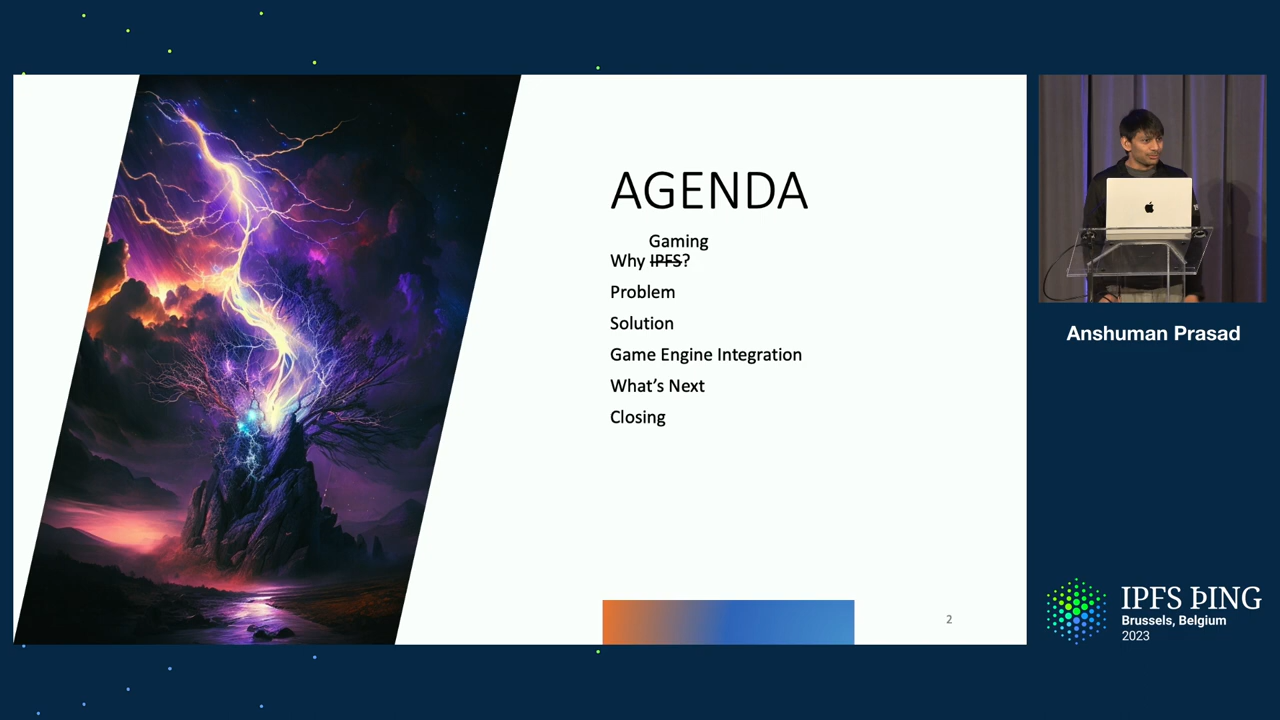 AGENDA
Gaming
Why IPFS?
Problem
Solution
Game Engine Integration
What's Next
Closing
2
Anshuman Prasad
IPFS ÞING
Brussels, Belgium
2023